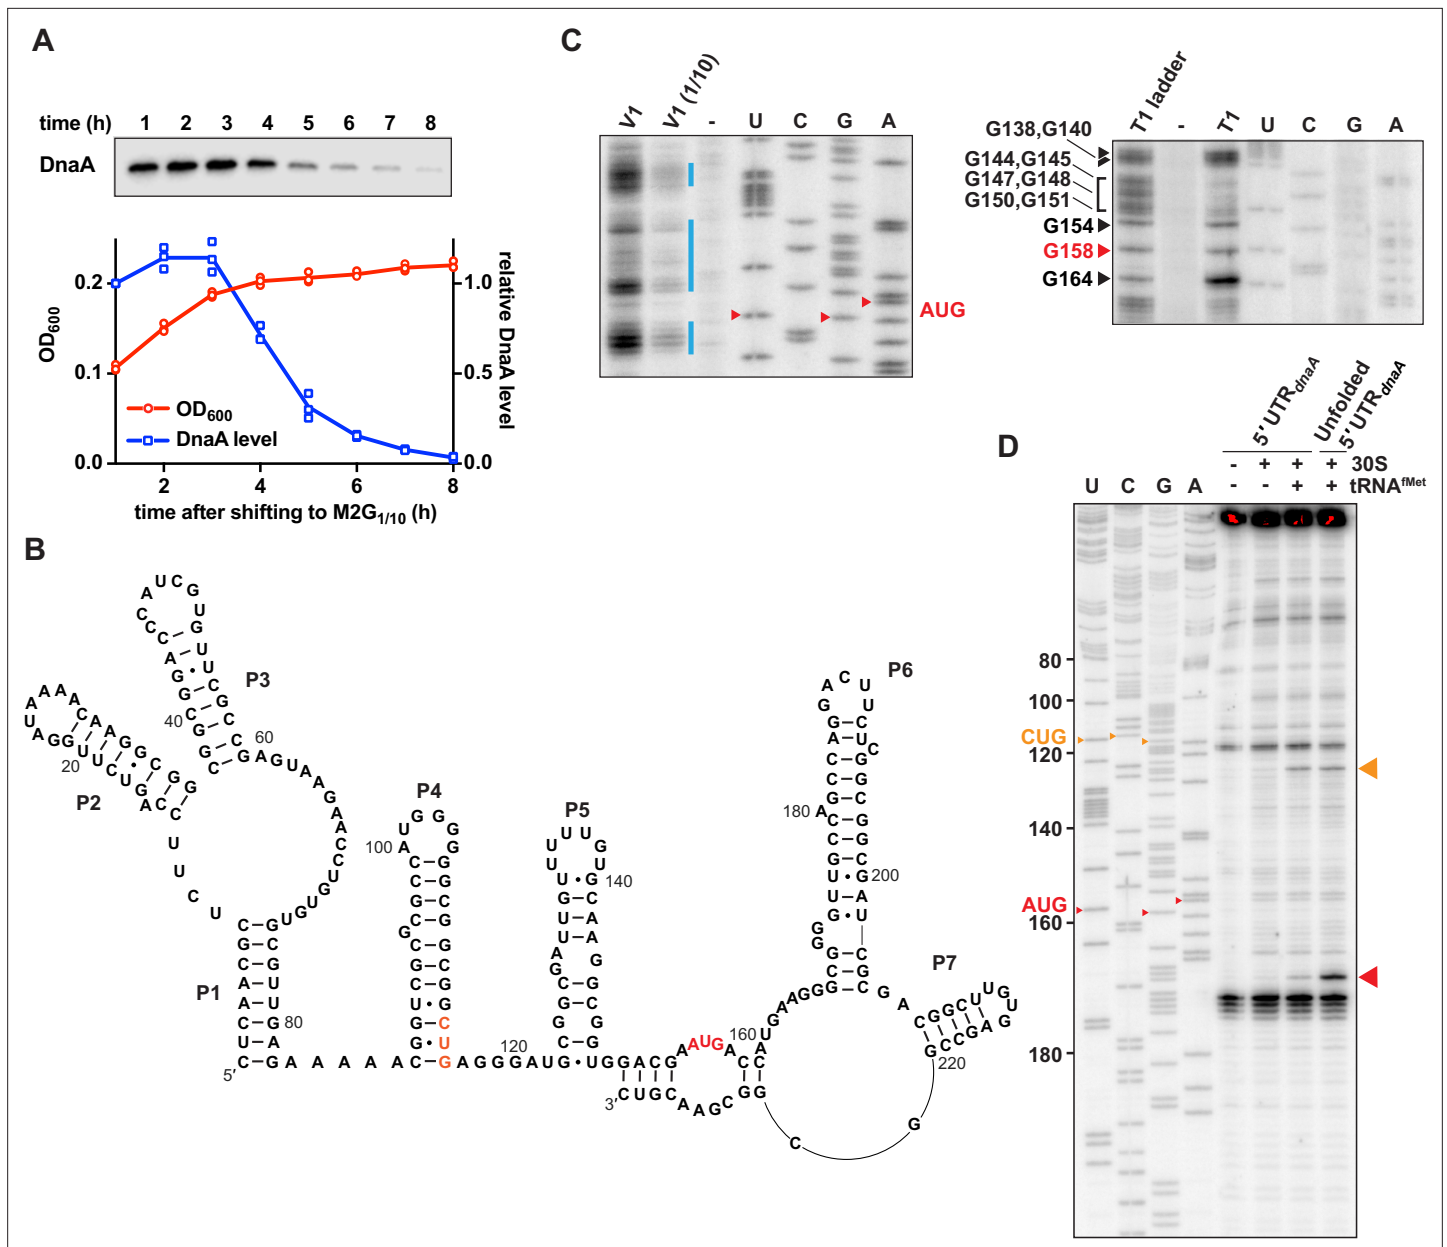 A
time (h) 1 2 3 4 5 6 7 8
DnaA
0.2
0.1
0.0
OD600
1.0
0.5
0.0
relative DnaA level
OD600
DnaA level
2 4 6 8
time after shifting to M2G1/10 (h)
C
V1 V1 (1/10) - U C G A
AUG
T1 ladder - T1 U C G A
G138,G140
G144,G145
G147,G148
G150,G151
G154
G158
G164
B
P1
P2
P3
P4
P5
P6
P7
20
40
60
80
100
120
140
160
180
200
220
5′
3′
CUG
AUG
D
5′ UTRdnaA
Unfolded 5′ UTRdnaA
- + + + 30S
U C G A - - + + tRNAfMet
80
100
CUG
120
140
AUG
160
180